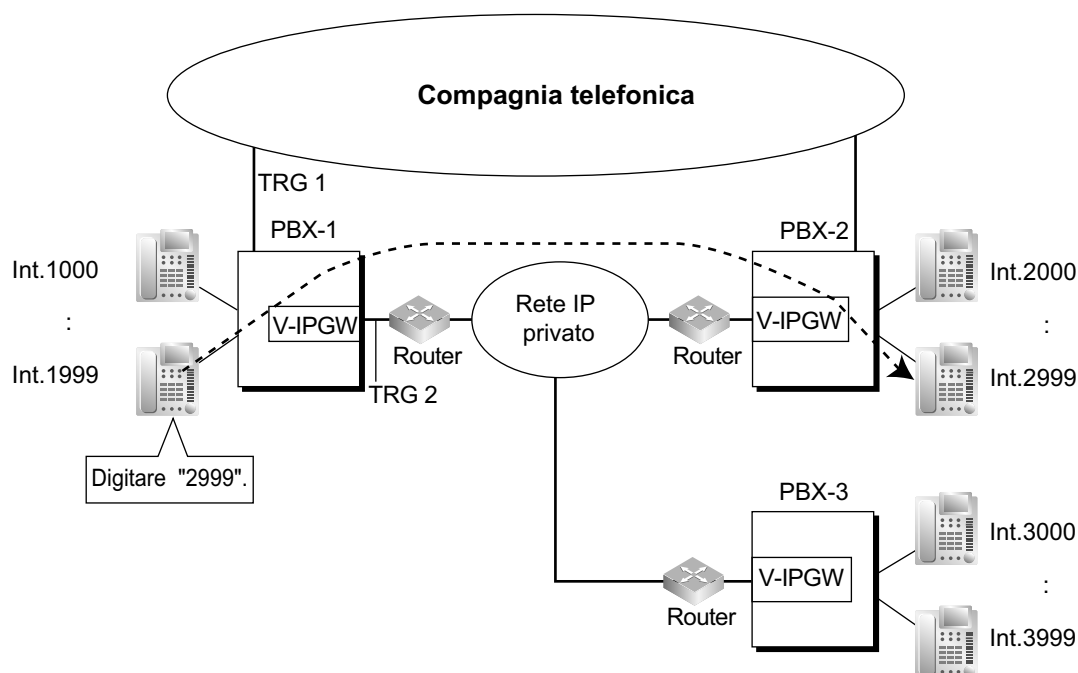 Compagnia telefonica
TRG 1
PBX-1
PBX-2
Int.1000
:
Int.1999
V-IPGW
Router
TRG 2
Rete IP
privato
Router
V-IPGW
Int.2000
:
Int.2999
Digitare "2999".
PBX-3
V-IPGW
Router
Int.3000
:
Int.3999